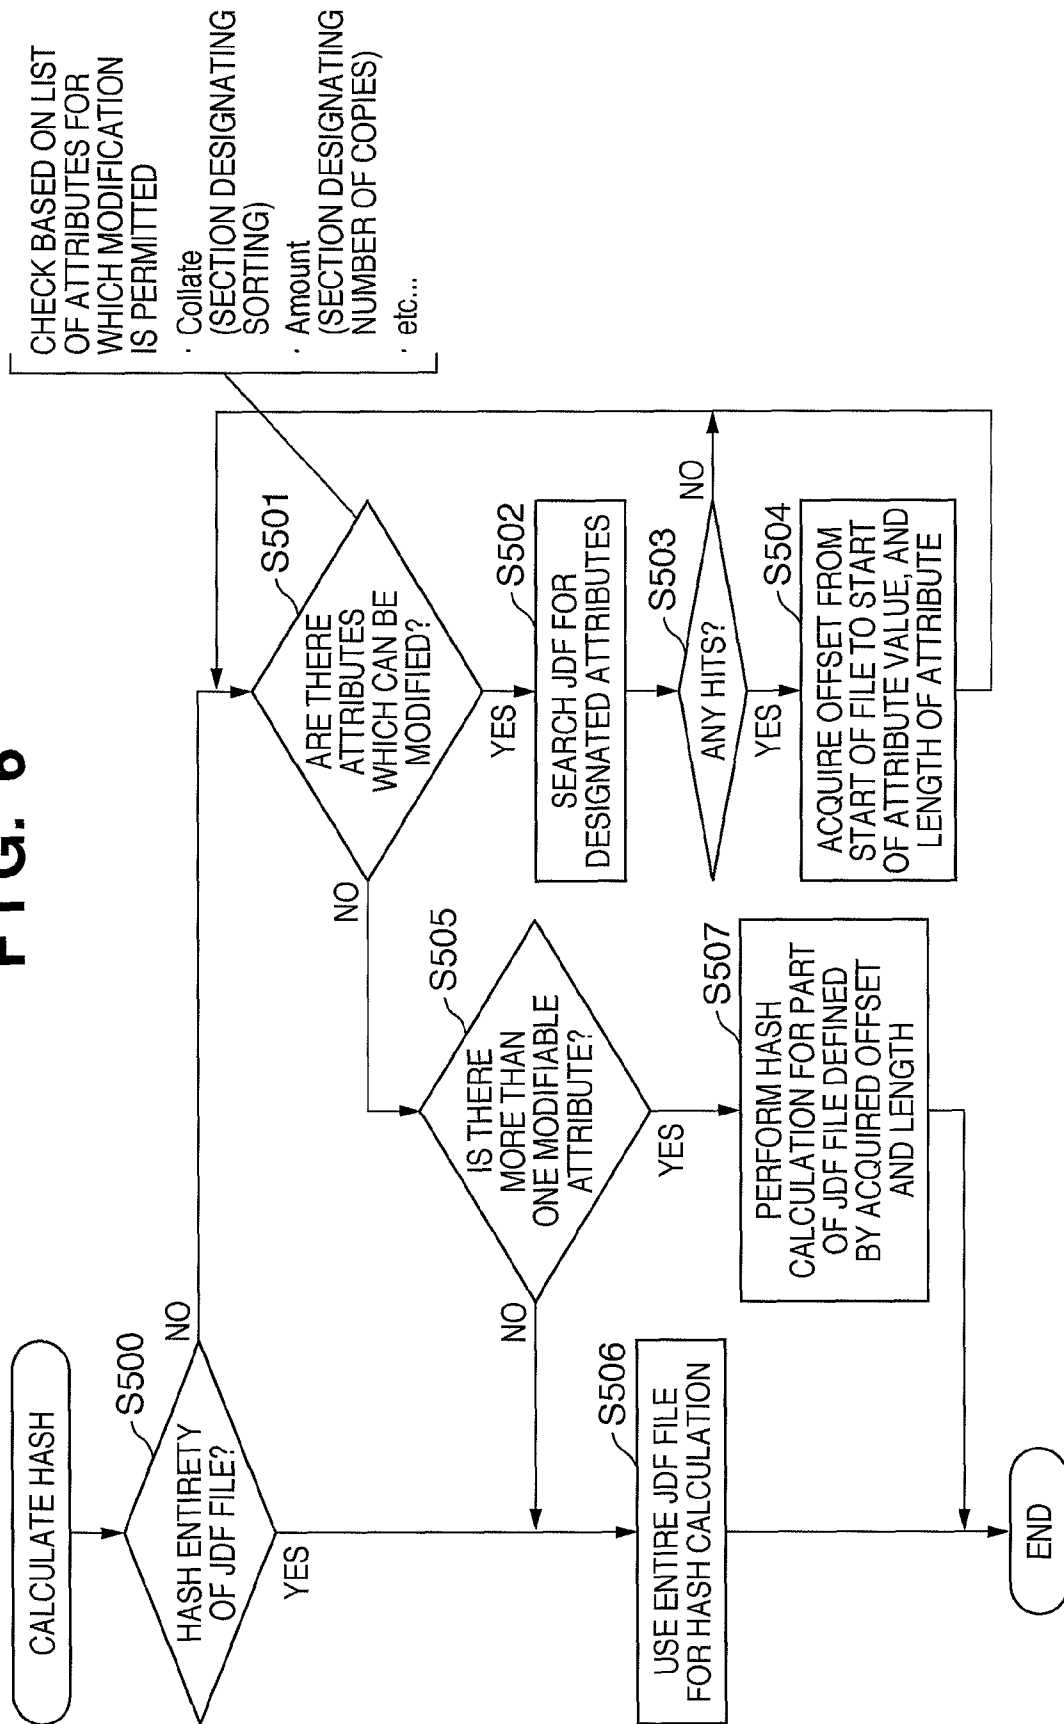 FIG. 6
CALCULATE HASH
S500
HASH ENTIRETY
OF JDF FILE?
NO
YES
S501
ARE THERE
ATTRIBUTES
WHICH CAN BE
MODIFIED?
NO
YES
CHECK BASED ON LIST
OF ATTRIBUTES FOR
WHICH MODIFICATION
IS PERMITTED
· Collate
(SECTION DESIGNATING
SORTING)
· Amount
(SECTION DESIGNATING
NUMBER OF COPIES)
· etc...
S502
SEARCH JDF FOR
DESIGNATED ATTRIBUTES
S503
ANY HITS?
NO
YES
S504
ACQUIRE OFFSET FROM
START OF FILE TO START
OF ATTRIBUTE VALUE, AND
LENGTH OF ATTRIBUTE
S505
IS THERE
MORE THAN
ONE MODIFIABLE
ATTRIBUTE?
NO
YES
S506
USE ENTIRE JDF FILE
FOR HASH CALCULATION
S507
PERFORM HASH
CALCULATION FOR PART
OF JDF FILE DEFINED
BY ACQUIRED OFFSET
AND LENGTH
END